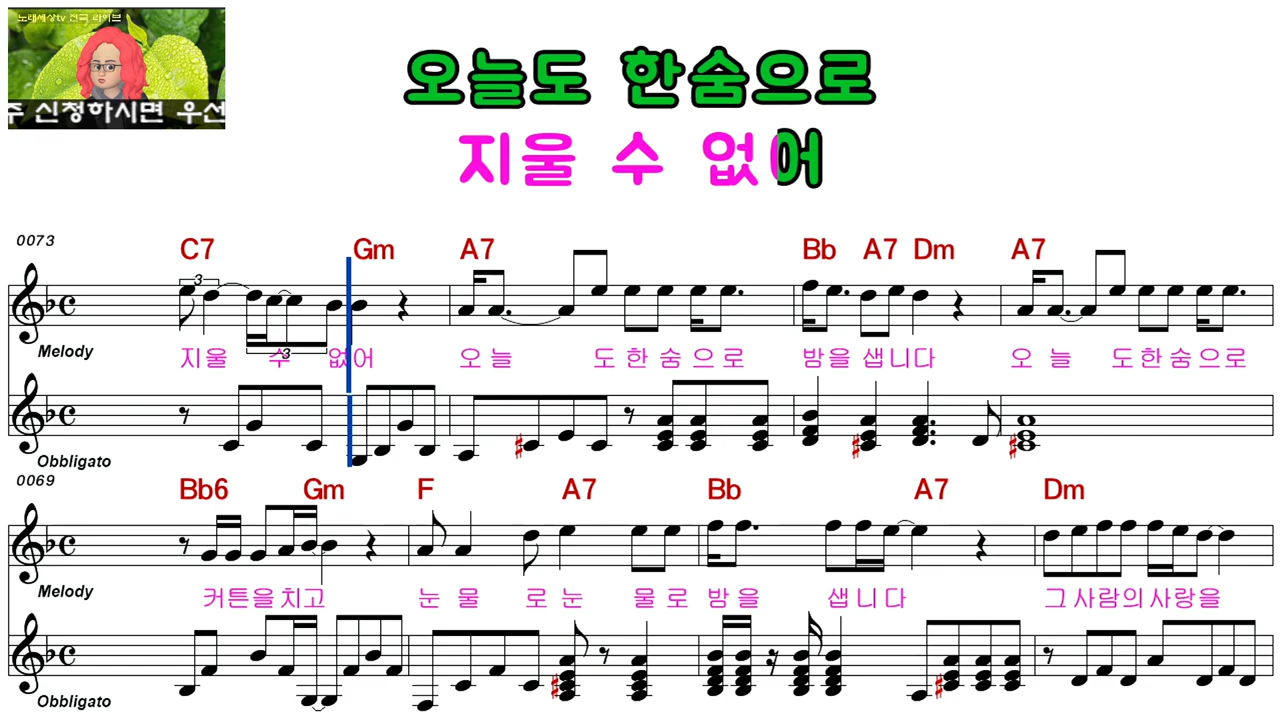 노래세상tv 전국 라이브
주 신청하시면 우선
오늘도 한숨으로
지울 수 없어
0073
C7 Gm A7 Bb A7 Dm A7
3
Melody
3
지울 수 없어 오늘 도한숨으로 밤을 샙니다 오늘 도한숨으로
Obbligato
0069
Bb6 Gm F A7 Bb A7 Dm
Melody
커튼을치고 눈물 로눈 물로 밤을 샙니다 그사람의사랑을
Obbligato